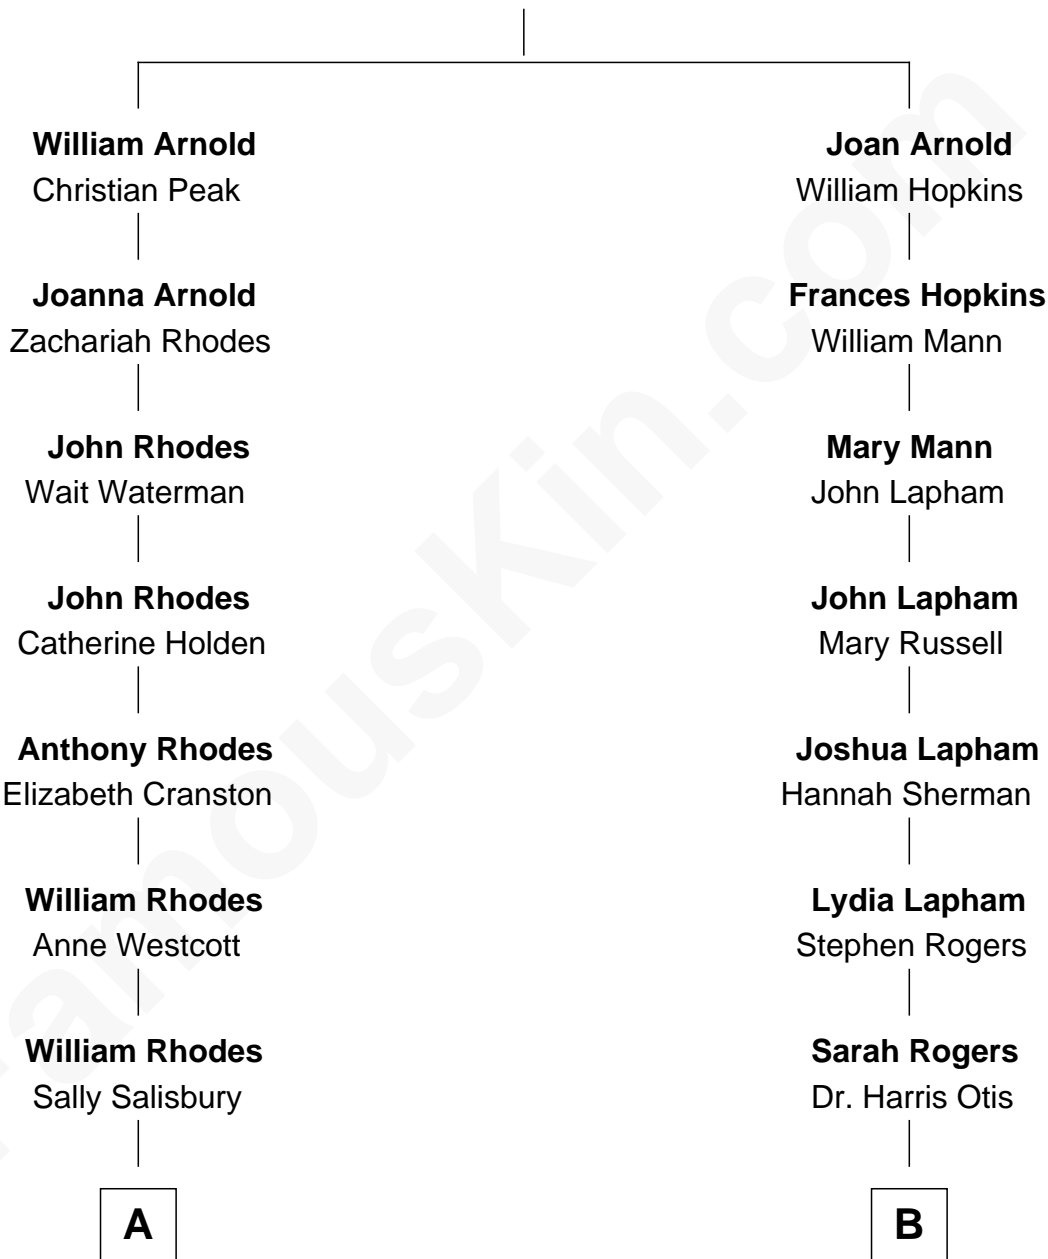 William Arnold
Christian Peak
Joan Arnold
William Hopkins
Joanna Arnold
Zachariah Rhodes
Frances Hopkins
William Mann
John Rhodes
Wait Waterman
Mary Mann
John Lapham
John Rhodes
Catherine Holden
John Lapham
Mary Russell
Anthony Rhodes
Elizabeth Cranston
Joshua Lapham
Hannah Sherman
William Rhodes
Anne Westcott
Lydia Lapham
Stephen Rogers
William Rhodes
Sally Salisbury
Sarah Rogers
Dr. Harris Otis
A
B
FamousKin.com